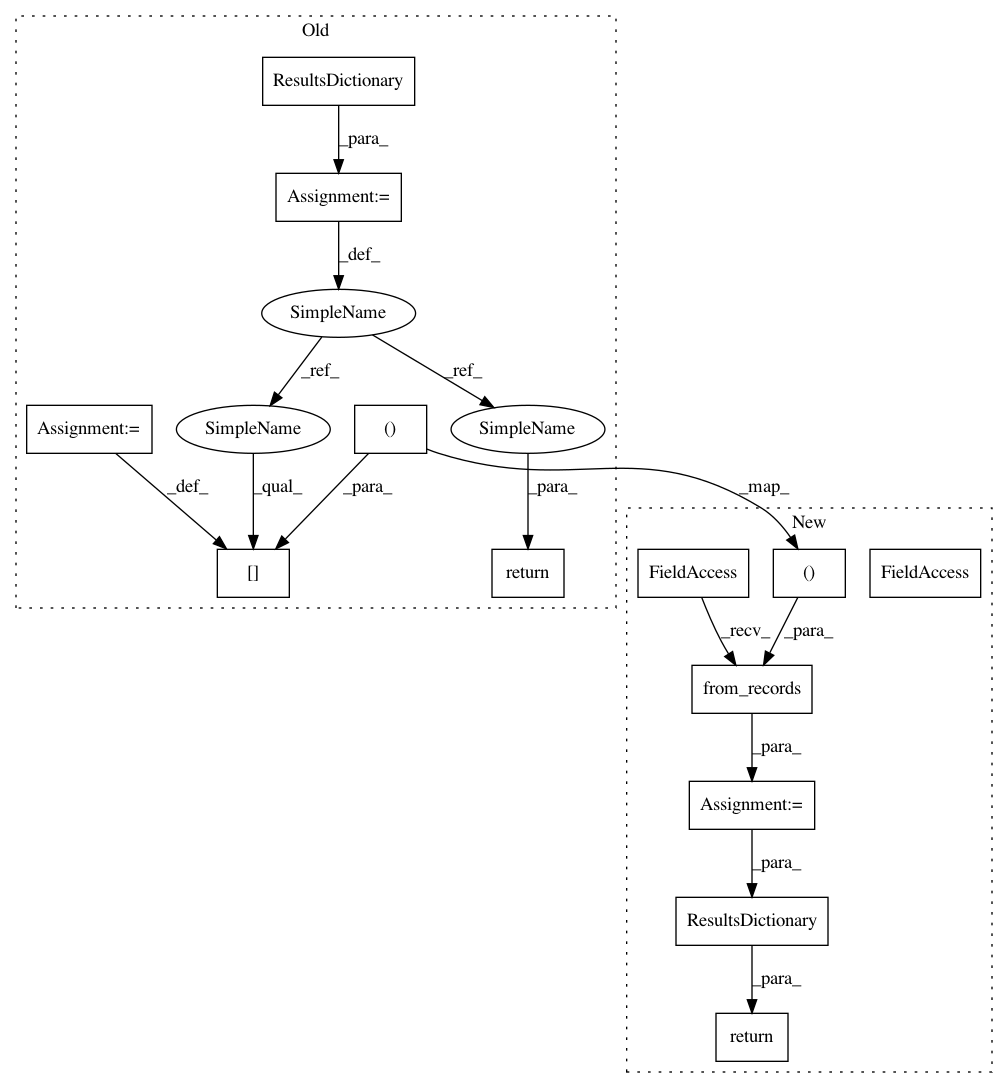 Old
ResultsDictionary
_para_
Assignment:=
_def_
SimpleName
_ref_ _ref_
Assignment:= SimpleName () SimpleName
_def_ _qual_ _para_ _para_ _map_
[] return
New
FieldAccess () FieldAccess
_recv_ _para_
from_records
_para_
Assignment:=
_para_
ResultsDictionary
_para_
return